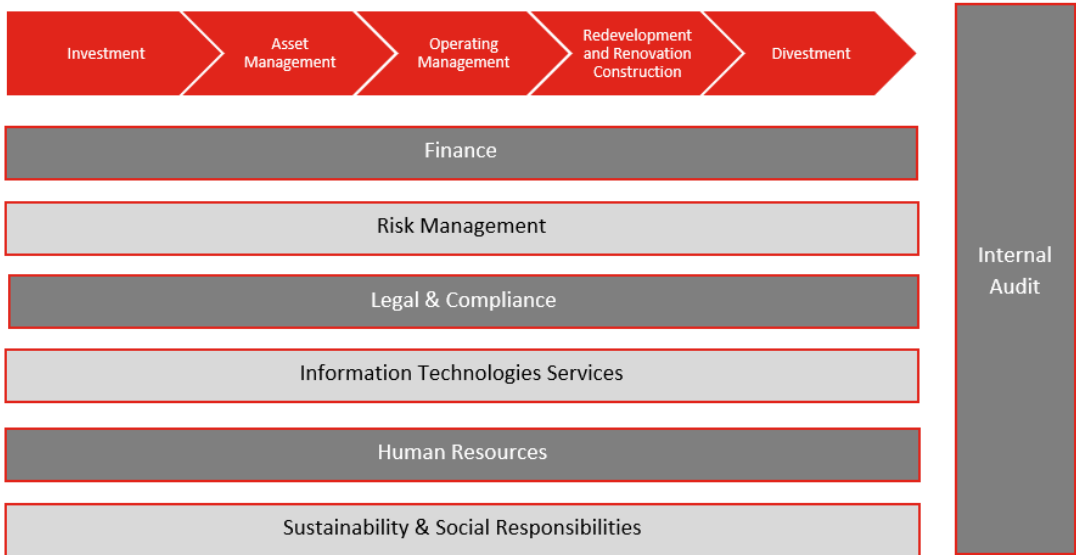 Investment
Asset
Management
Operating
Management
Redevelopment
and Renovation
Construction
Divestment
Finance
Risk Management
Legal & Compliance
Information Technologies Services
Human Resources
Sustainability & Social Responsibilities
Internal
Audit